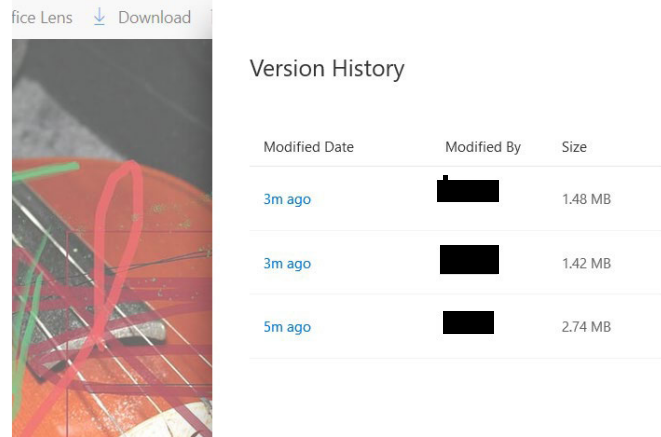 fice Lens Download
Version History
Modified Date Modified By Size
3m ago 1.48 MB
3m ago 1.42 MB
5m ago 2.74 MB